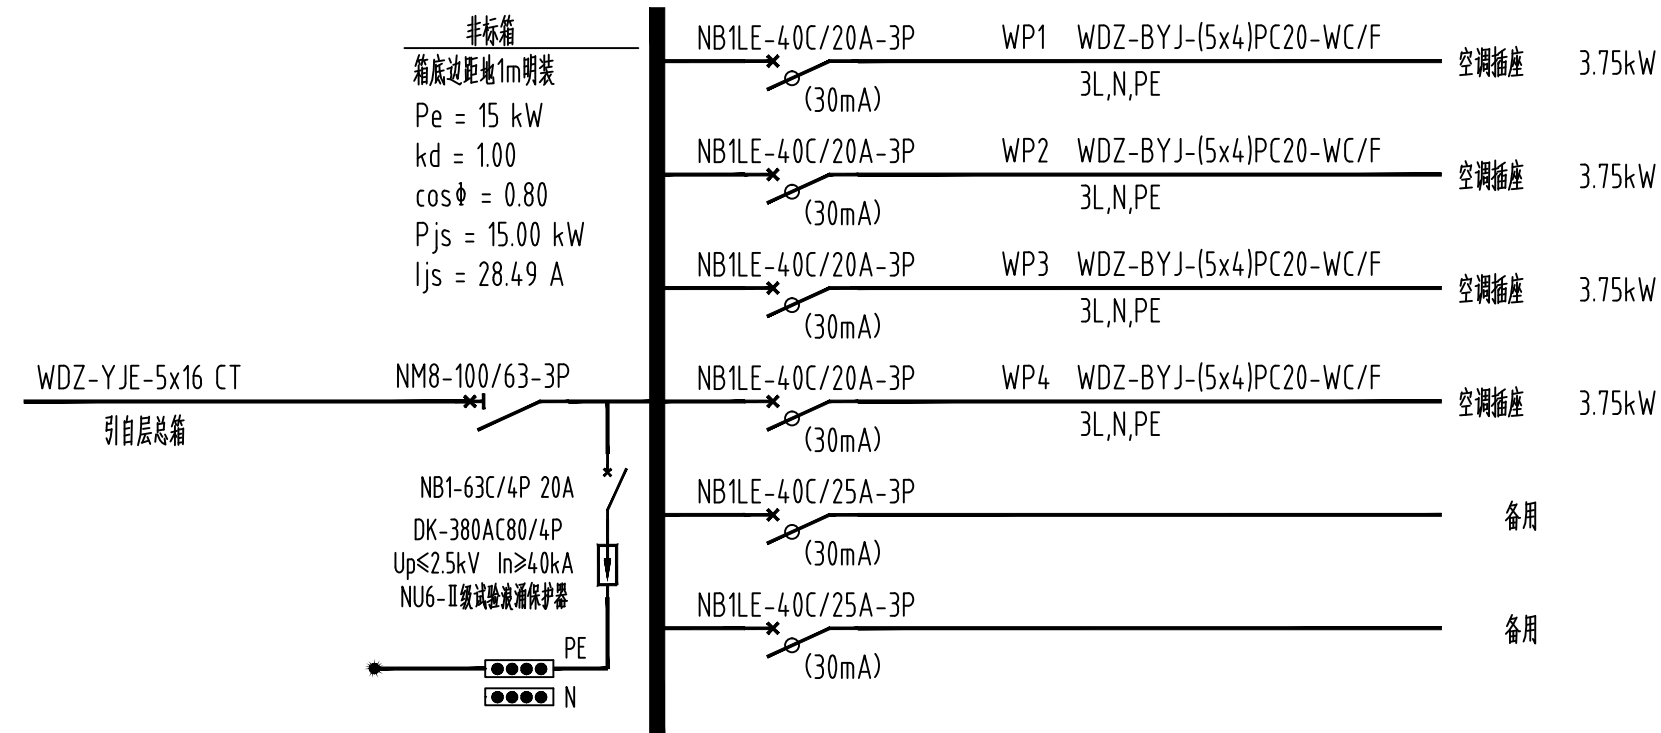 非标箱
箱底边距地1m明装
Pe = 15 kW
kd = 1.00
cosΦ = 0.80
Pjs = 15.00 kW
Ijs = 28.49 A
WDZ-YJE-5x16 CT
引自层总箱
NM8-100/63-3P
NB1-63C/4P 20A
DK-380AC80/4P
Up≤2.5kV In≥40kA
NU6-Ⅱ级试验浪涌保护器
PE
N
NB1LE-40C/20A-3P WP1 WDZ-BYJ-(5x4)PC20-WC/F
空调插座 3.75kW
(30mA) 3L,N,PE
NB1LE-40C/20A-3P WP2 WDZ-BYJ-(5x4)PC20-WC/F
空调插座 3.75kW
(30mA) 3L,N,PE
NB1LE-40C/20A-3P WP3 WDZ-BYJ-(5x4)PC20-WC/F
空调插座 3.75kW
(30mA) 3L,N,PE
NB1LE-40C/20A-3P WP4 WDZ-BYJ-(5x4)PC20-WC/F
空调插座 3.75kW
(30mA) 3L,N,PE
NB1LE-40C/25A-3P
备用
(30mA)
NB1LE-40C/25A-3P
备用
(30mA)